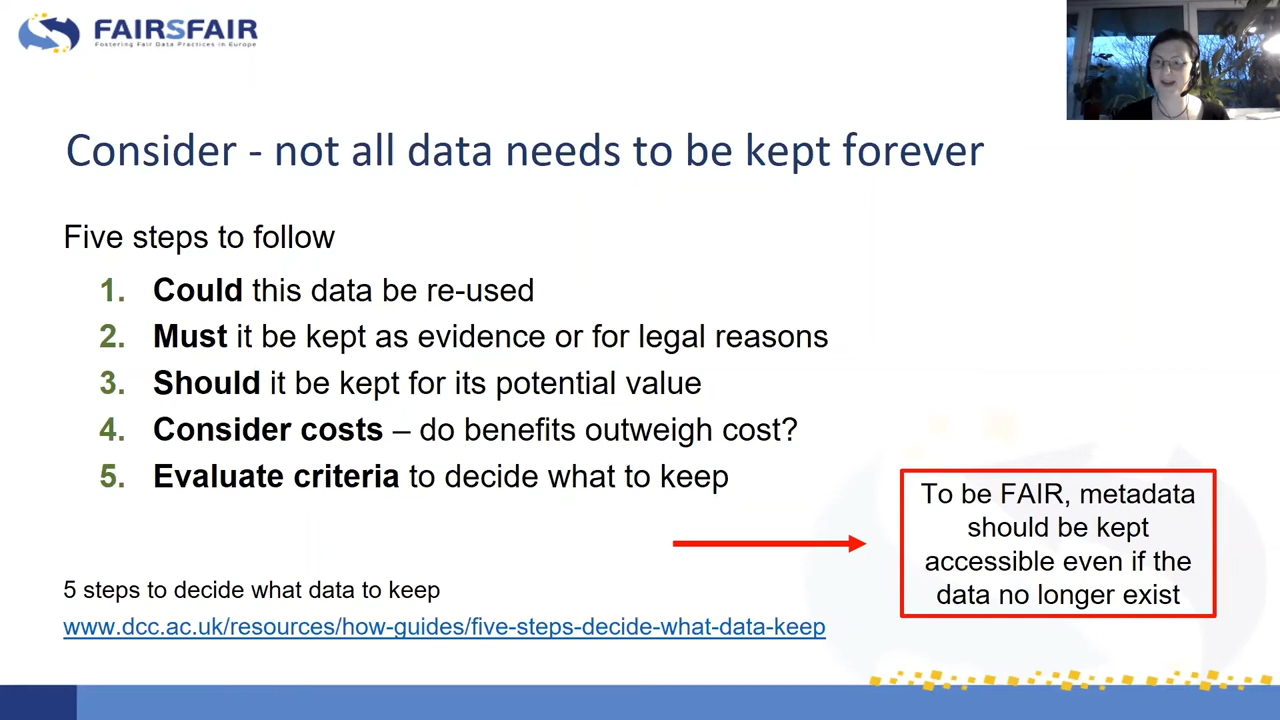 FAIRSFAIR
Fostering Fair Data Practices in Europe
Consider - not all data needs to be kept forever
Five steps to follow
1. Could this data be re-used
2. Must it be kept as evidence or for legal reasons
3. Should it be kept for its potential value
4. Consider costs – do benefits outweigh cost?
5. Evaluate criteria to decide what to keep
To be FAIR, metadata
should be kept
accessible even if the
data no longer exist
5 steps to decide what data to keep
www.dcc.ac.uk/resources/how-guides/five-steps-decide-what-data-keep